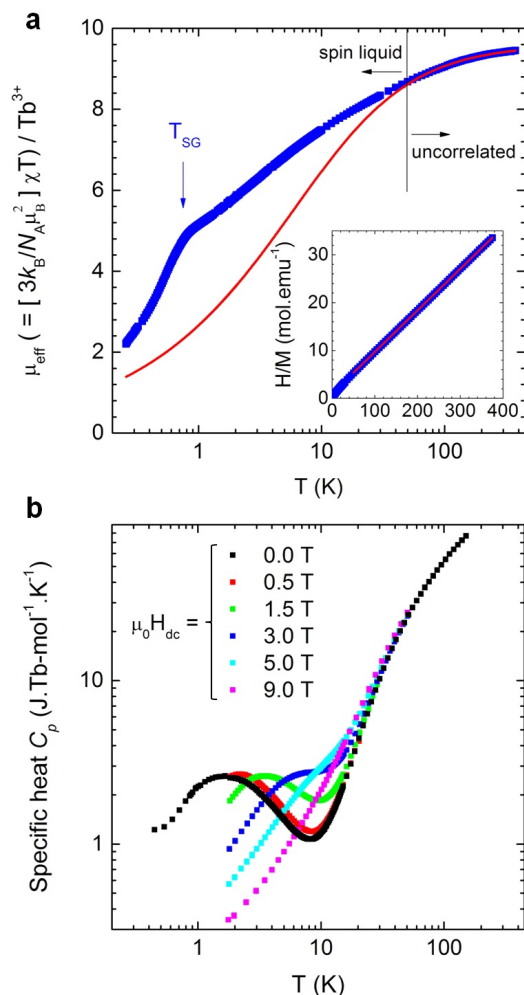 a
10
8
6
4
2
0
μeff ( = [ 3kB/NAμB²] χT) / Tb³⁺
TSG
spin liquid
uncorrelated
H/M (mol.emu⁻¹)
30
20
10
0
0 100 200 300 400
1 10 100
T (K)
b
Specific heat Cp (J.Tb-mol⁻¹.K⁻¹)
10
1
μ₀Hdc =
0.0 T
0.5 T
1.5 T
3.0 T
5.0 T
9.0 T
1 10 100
T (K)